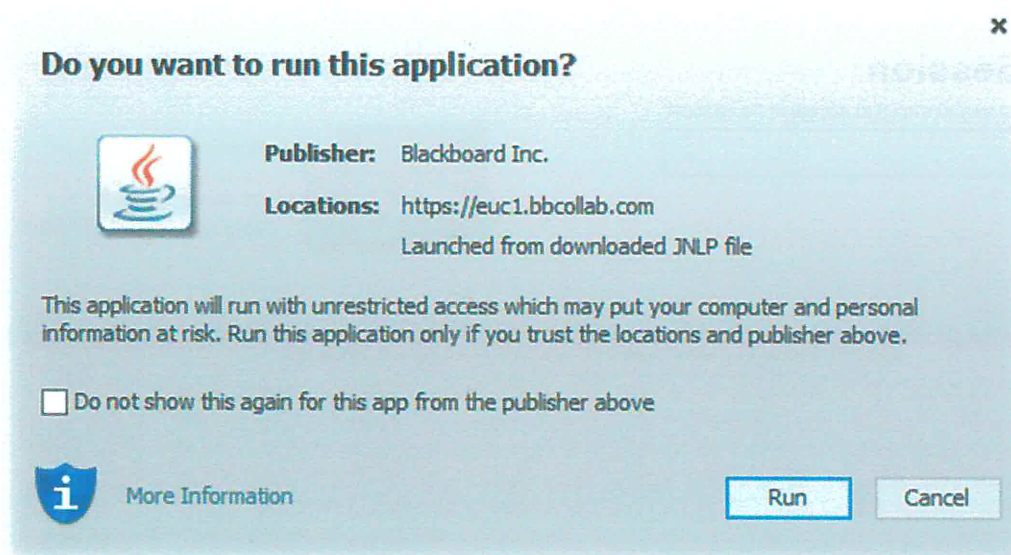 ×
Do you want to run this application?
Publisher: Blackboard Inc.
Locations: https://euc1.bbcollab.com
Launched from downloaded JNLP file
This application will run with unrestricted access which may put your computer and personal
information at risk. Run this application only if you trust the locations and publisher above.
Do not show this again for this app from the publisher above
More Information
Run
Cancel